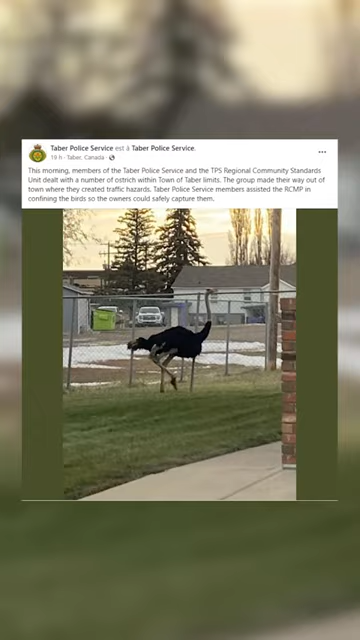 Taber Police Service est à Taber Police Service.
19 h · Taber, Canada ·
This morning, members of the Taber Police Service and the TPS Regional Community Standards
Unit dealt with a number of ostrich within Town of Taber limits. The group made their way out of
town where they created traffic hazards. Taber Police Service members assisted the RCMP in
confining the birds so the owners could safely capture them.